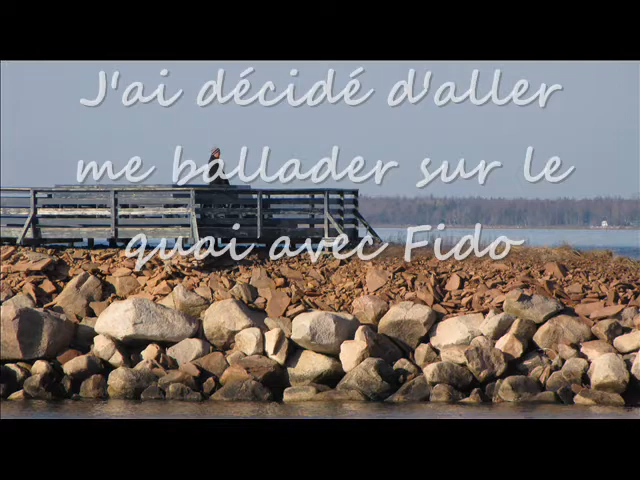 J'ai décidé d'aller
me ballader sur le
quai avec Fido